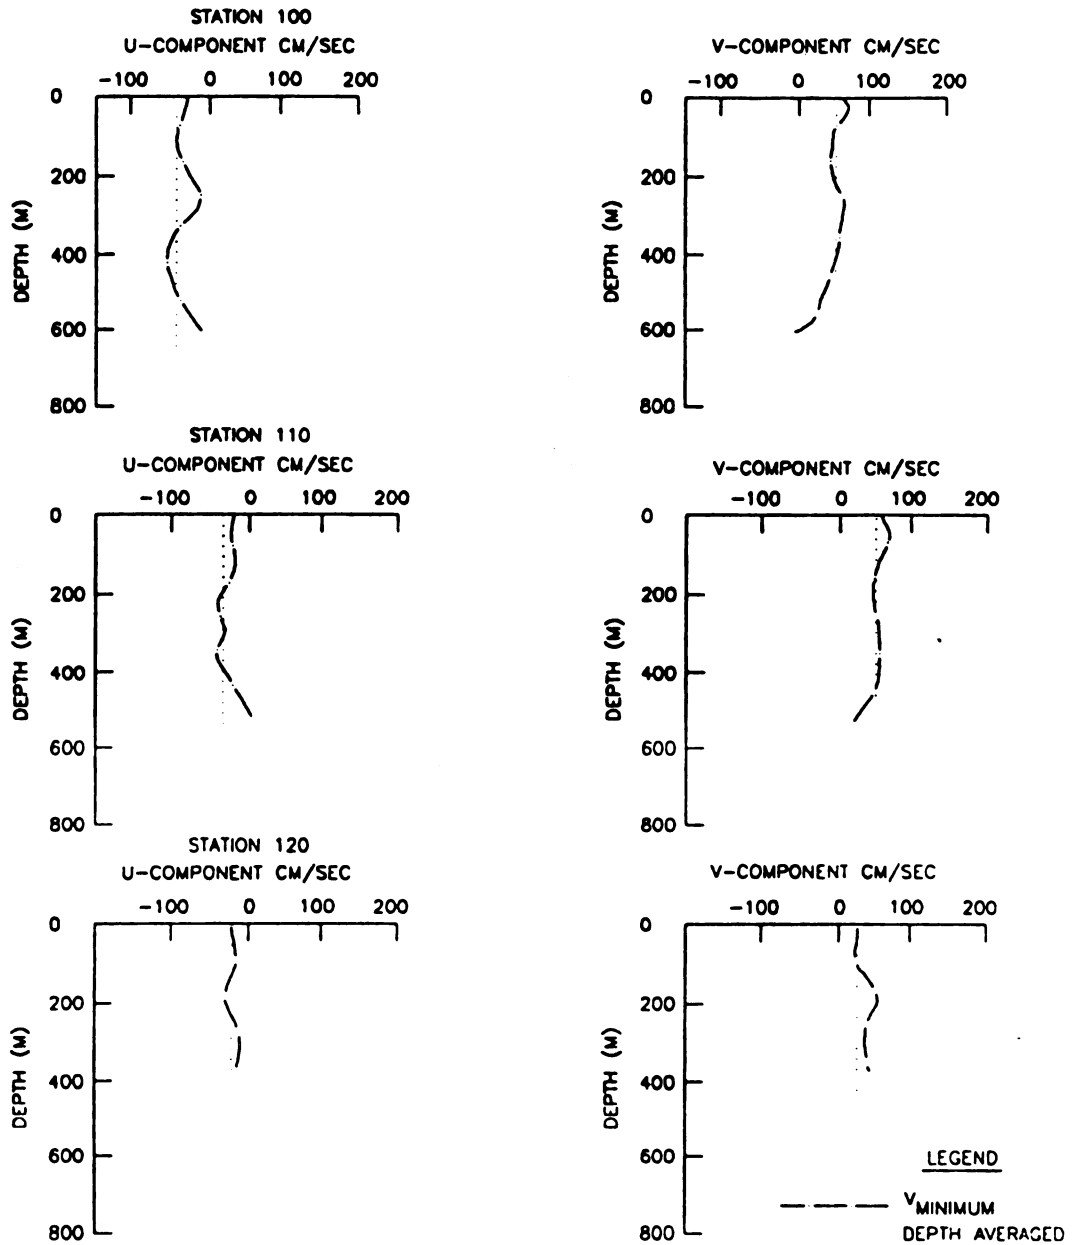 STATION 100
U-COMPONENT CM/SEC
-100 0 100 200
0
200
400
600
800
DEPTH (M)
V-COMPONENT CM/SEC
-100 0 100 200
0
200
400
600
800
DEPTH (M)
STATION 110
U-COMPONENT CM/SEC
-100 0 100 200
0
200
400
600
800
DEPTH (M)
V-COMPONENT CM/SEC
-100 0 100 200
0
200
400
600
800
DEPTH (M)
STATION 120
U-COMPONENT CM/SEC
-100 0 100 200
0
200
400
600
800
DEPTH (M)
V-COMPONENT CM/SEC
-100 0 100 200
0
200
400
600
800
DEPTH (M)
LEGEND
VMINIMUM
DEPTH AVERAGED